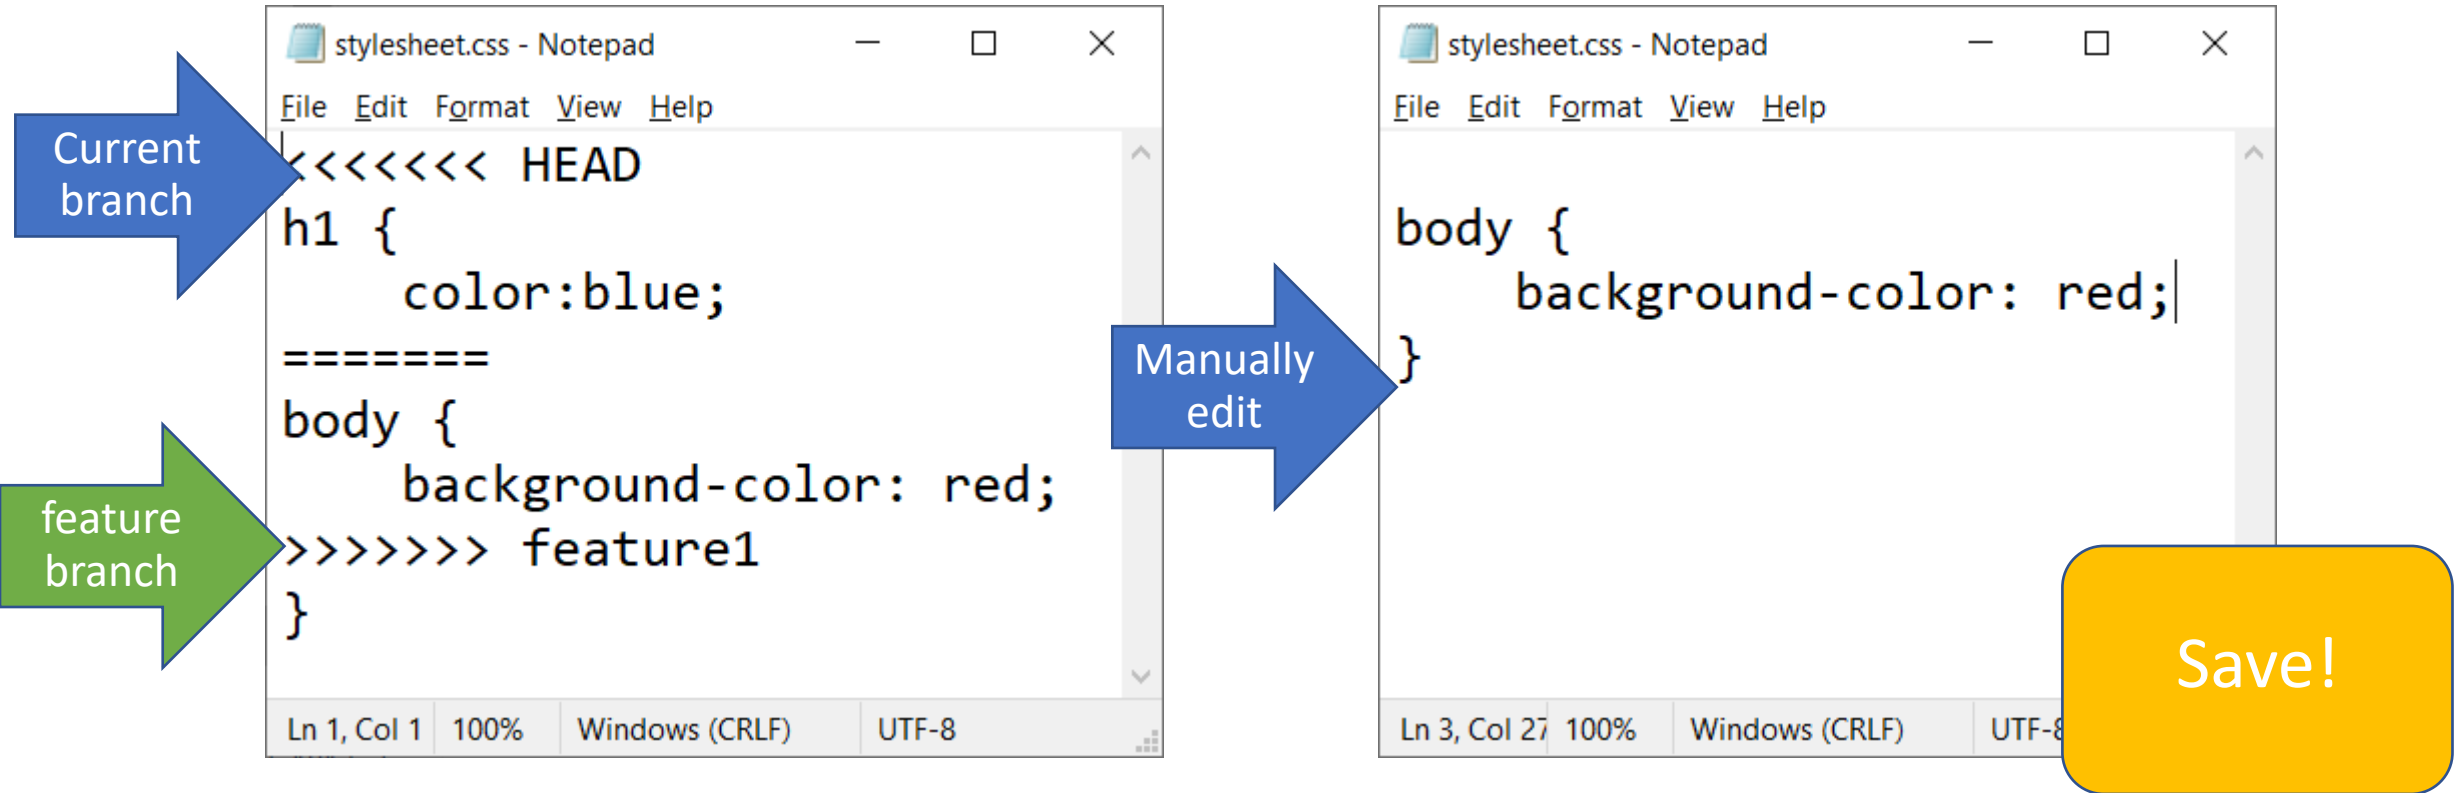 Current
branch
feature
branch
stylesheet.css - Notepad
File Edit Format View Help
<<<<<<< HEAD
h1 {
    color:blue;
=======
body {
    background-color: red;
>>>>>>> feature1
}
Ln 1, Col 1 100% Windows (CRLF) UTF-8
Manually
edit
stylesheet.css - Notepad
File Edit Format View Help
body {
    background-color: red;
}
Ln 3, Col 27 100% Windows (CRLF) UTF-8
Save!